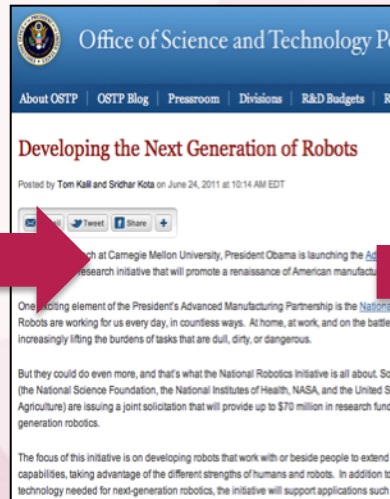 Office of Science and Technology
About OSTP OSTP Blog Pressroom Divisions R&D Budgets
Developing the Next Generation of Robots
Posted by Tom Kalil and Sridhar Kota on June 24, 2011 at 10:14 AM EDT
Tweet Share +
at Carnegie Mellon University, President Obama is launching the
research initiative that will promote a renaissance of American
One exciting element of the President's Advanced Manufacturing Partnership is the
Robots are working for us every day, in countless ways. At home, at work, and on the
increasingly lifting the burdens of tasks that are dull, dirty, or dangerous.
But they could do even more, and that's what the National Robotics Initiative is all about.
(the National Science Foundation, the National Institutes of Health, NASA, and the United
Agriculture) are issuing a joint solicitation that will provide up to $70 million in research
generation robotics.
The focus of this initiative is on developing robots that work with or beside people to extend
capabilities, taking advantage of the different strengths of humans and robots. In addition to
technology needed for next-generation robotics, the initiative will support applications such